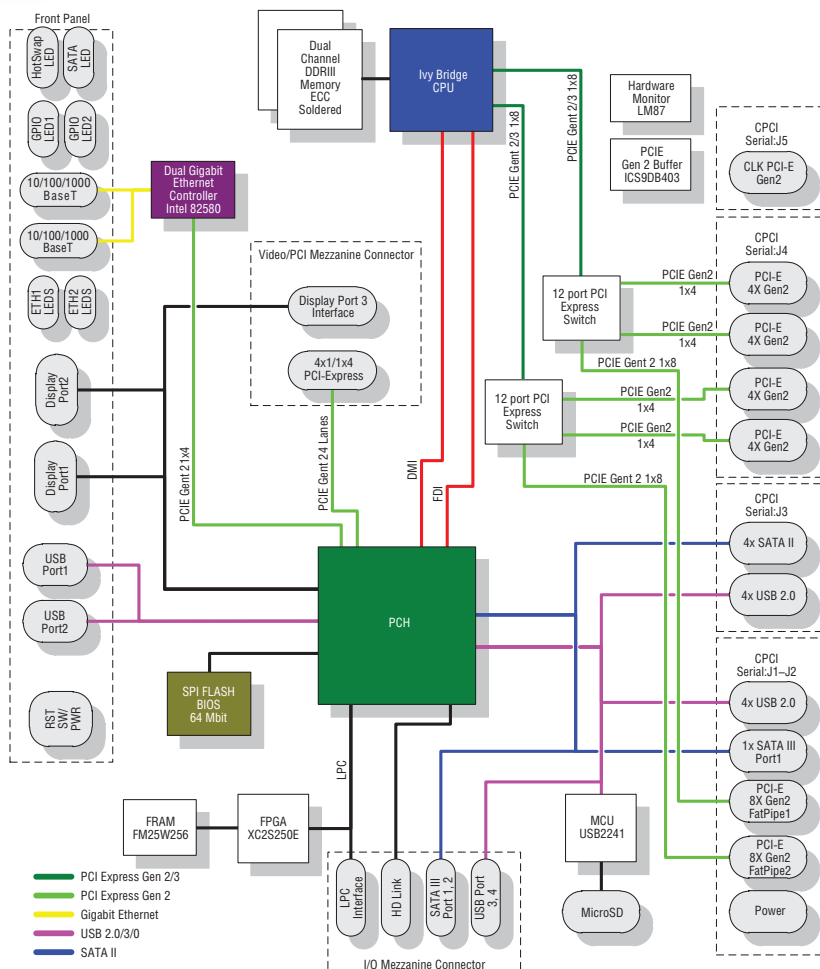 Front Panel
HotSwap
LED
SATA
LED
GPIO
LED1
GPIO
LED2
10/100/1000
BaseT
10/100/1000
BaseT
ETH1
LEDS
ETH2
LEDS
Display
Port2
Display
Port1
USB
Port1
USB
Port2
RST
SW/
PWR
Dual
Channel
DDRIII
Memory
ECC
Soldered
Ivy Bridge
CPU
PCIE Gent 2/3 1x8
PCIE Gent 2/3 1x8
Hardware
Monitor
LM87
PCIE
Gen 2 Buffer
ICS9DB403
CPCI
Serial:J5
CLK PCI-E
Gen2
Dual Gigabit
Ethernet
Controller
Intel 82580
Video/PCI Mezzanine Connector
Display Port 3
Interface
4x1/1x4
PCI-Express
PCIE Gent 21x4
PCIE Gent 24 Lanes
DMI
FDI
12 port PCI
Express
Switch
12 port PCI
Express
Switch
PCIE Gen2
1x4
PCIE Gen2
1x4
PCIE Gent 2 1x8
PCIE Gen2
1x4
PCIE Gen2
1x4
PCIE Gent 2 1x8
CPCI
Serial:J4
PCI-E
4X Gen2
PCI-E
4X Gen2
PCI-E
4X Gen2
PCI-E
4X Gen2
CPCI
Serial:J3
4x SATA II
4x USB 2.0
PCH
SPI FLASH
BIOS
64 Mbit
LPC
CPCI
Serial:J1–J2
4x USB 2.0
1x SATA III
Port1
PCI-E
8X Gen2
FatPipe1
PCI-E
8X Gen2
FatPipe2
Power
FRAM
FM25W256
FPGA
XC2S250E
MCU
USB2241
MicroSD
LPC
Interface
HD Link
SATA III
Port 1, 2
USB Port
3, 4
I/O Mezzanine Connector
PCI Express Gen 2/3
PCI Express Gen 2
Gigabit Ethernet
USB 2.0/3/0
SATA II